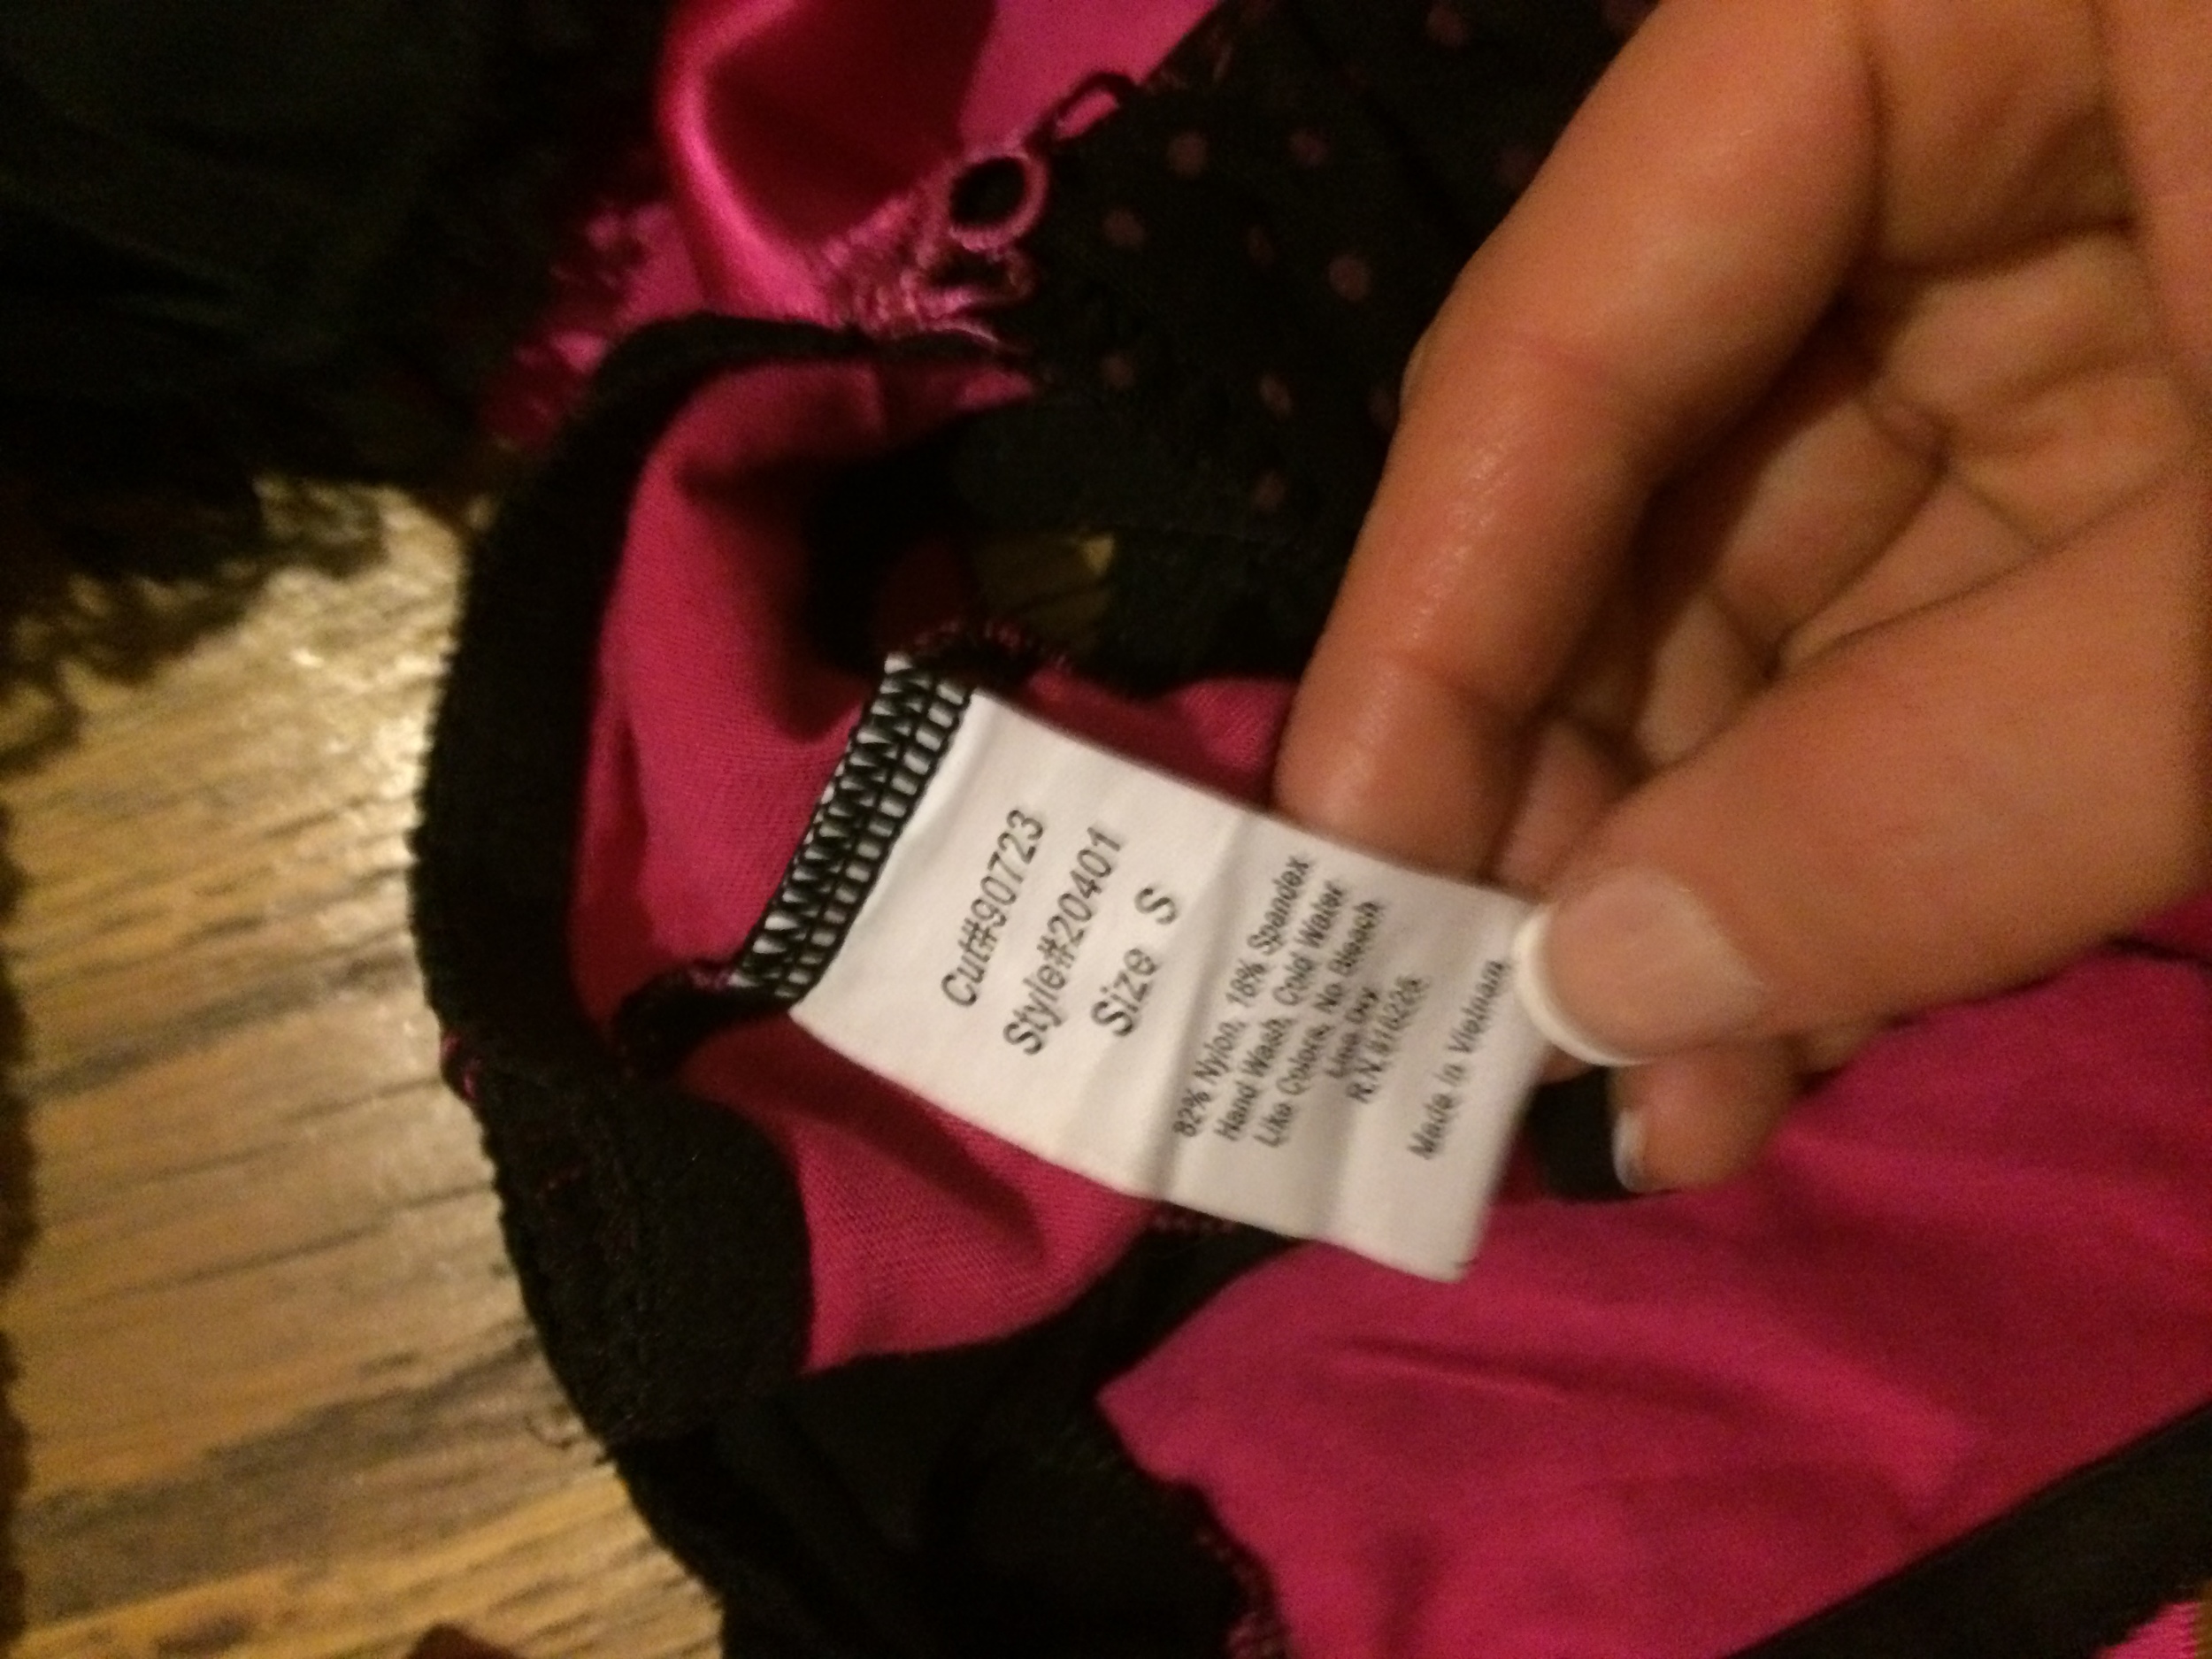 Cut#90723
Style#20401
Size S
82% Nylon, 18% Spandex
Hand Wash, Cold Water
Like Colors, No Bleach
Line Dry
Made in Vietnam